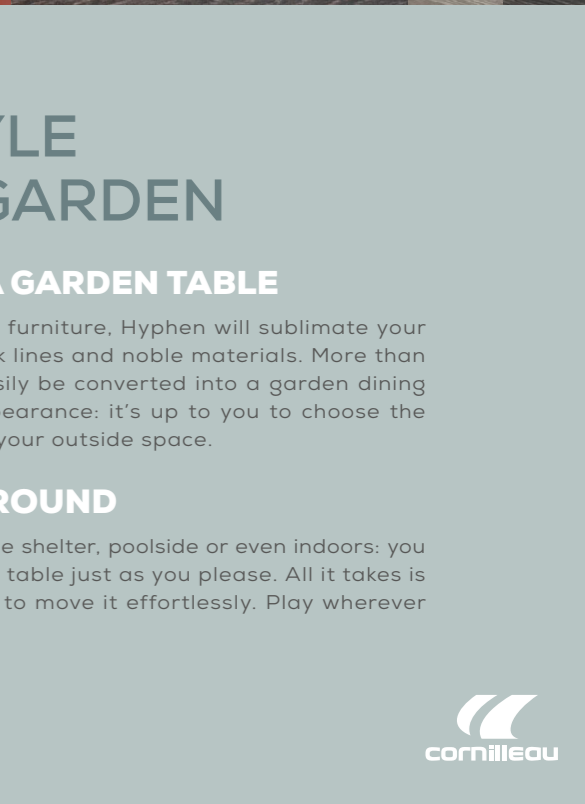 YLE
GARDEN
A GARDEN TABLE
furniture, Hyphen will sublimate your
k lines and noble materials. More than
sily be converted into a garden dining
pearance: it's up to you to choose the
your outside space.
ROUND
e shelter, poolside or even indoors: you
table just as you please. All it takes is
to move it effortlessly. Play wherever
cornilleau